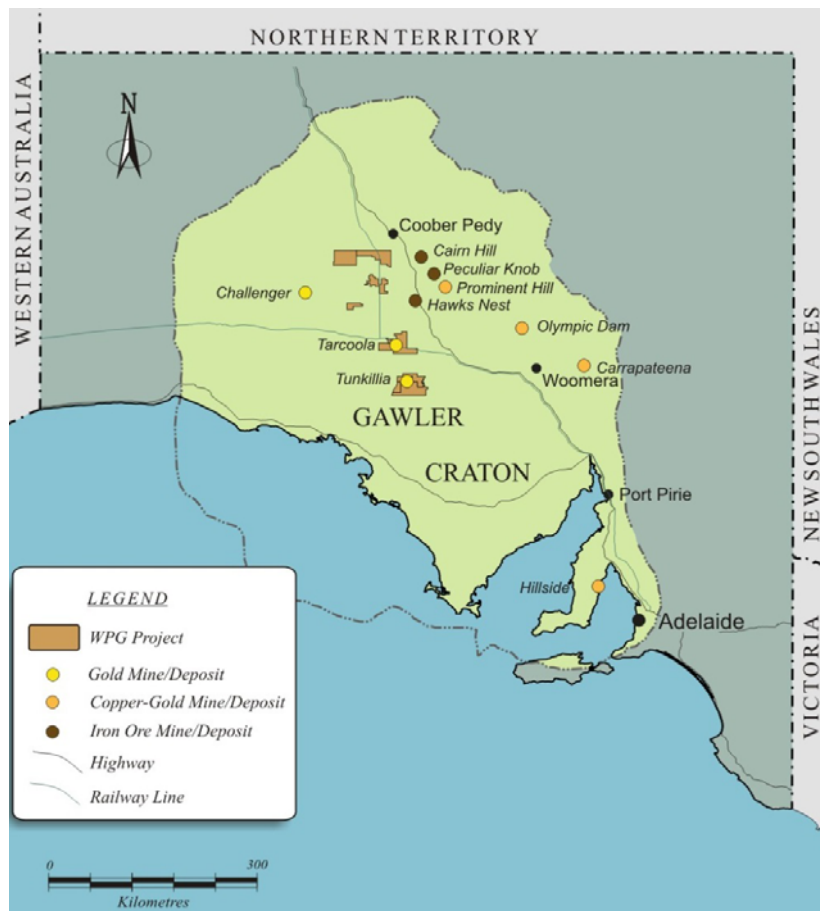 NORTHERN TERRITORY
WESTERN AUSTRALIA
N
Coober Pedy
Cairn Hill
Peculiar Knob
Prominent Hill
Challenger
Hawks Nest
Olympic Dam
Tarcoola
Carrapateena
Woomera
Tunkillia
GAWLER
CRATON
Port Pirie
NEW SOUTH WALES
Hillside
Adelaide
VICTORIA
LEGEND
WPG Project
Gold Mine/Deposit
Copper-Gold Mine/Deposit
Iron Ore Mine/Deposit
Highway
Railway Line
0 300
Kilometres